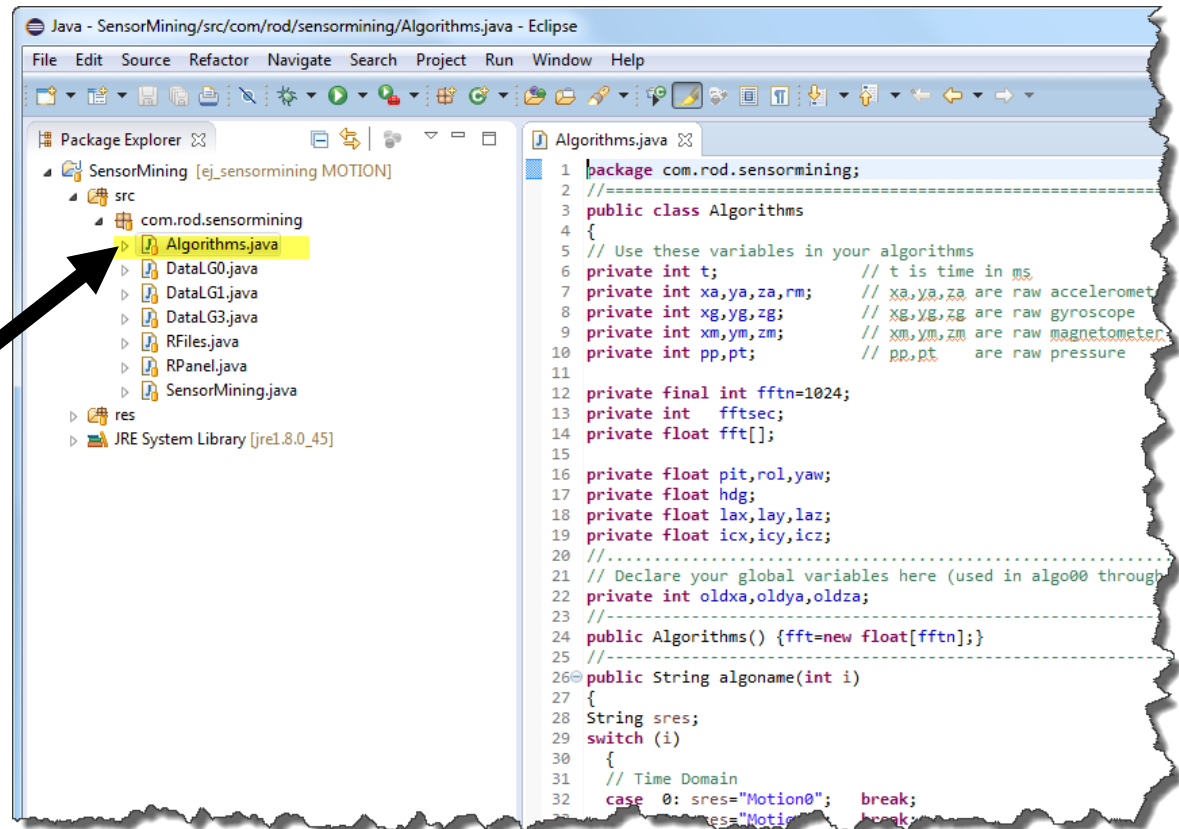 Java - SensorMining/src/com/rod/sensormining/Algorithms.java - Eclipse
File Edit Source Refactor Navigate Search Project Run Window Help
Package Explorer
SensorMining [ej_sensormining MOTION]
src
com.rod.sensormining
Algorithms.java
DataLG0.java
DataLG1.java
DataLG3.java
RFiles.java
RPanel.java
SensorMining.java
res
JRE System Library [jre1.8.0_45]
Algorithms.java
1 package com.rod.sensormining;
2 //==========================================================
3 public class Algorithms
4 {
5 // Use these variables in your algorithms
6 private int t; // t is time in ms
7 private int xa,ya,za,rm; // xa,ya,za are raw acceleromet
8 private int xg,yg,zg; // xg,yg,zg are raw gyroscope
9 private int xm,ym,zm; // xm,ym,zm are raw magnetometer
10 private int pp,pt; // pp,pt are raw pressure
11
12 private final int fftn=1024;
13 private int fftsec;
14 private float fft[];
15
16 private float pit,rol,yaw;
17 private float hdg;
18 private float lax,lay,laz;
19 private float icx,icy,icz;
20 //..........................................................
21 // Declare your global variables here (used in algo00 through
22 private int oldxa,oldya,oldza;
23 //----------------------------------------------------------
24 public Algorithms() {fft=new float[fftn];}
25 //----------------------------------------------------------
26 public String algoname(int i)
27 {
28 String sres;
29 switch (i)
30 {
31 // Time Domain
32 case 0: sres="Motion0"; break;